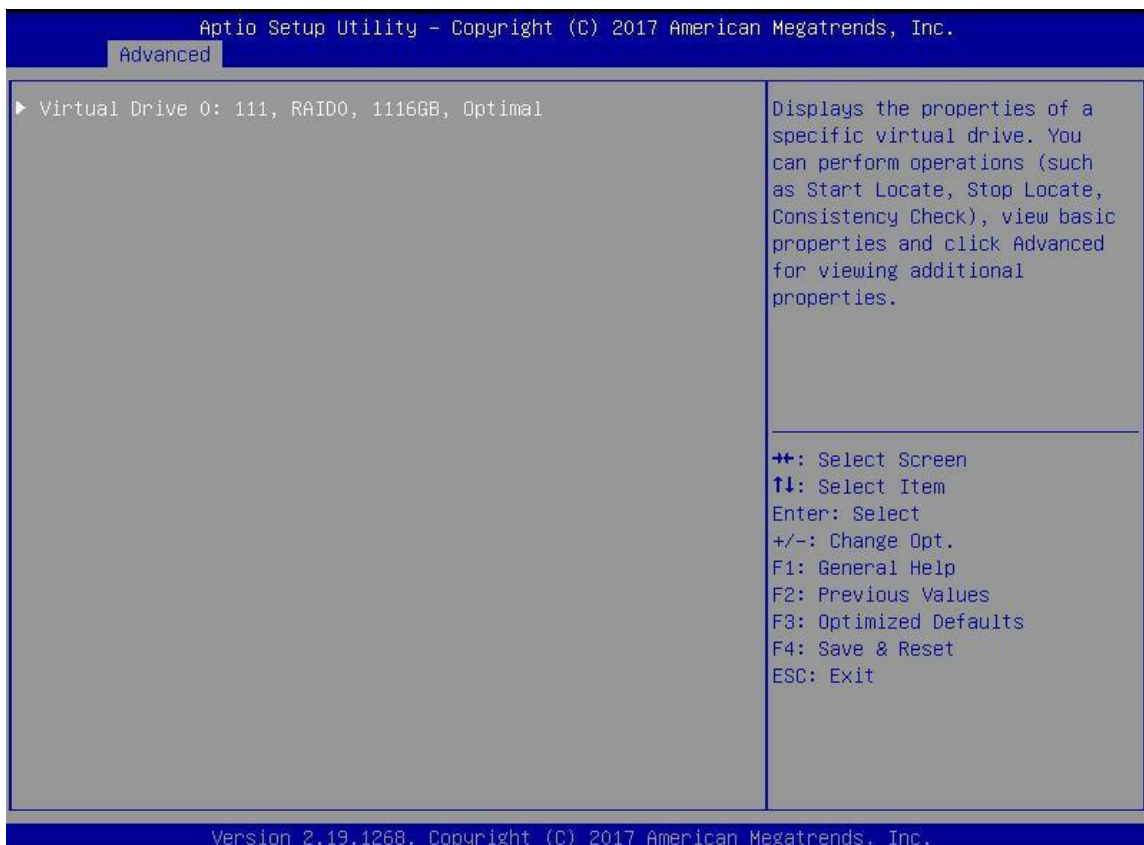 Aptio Setup Utility – Copyright (C) 2017 American Megatrends, Inc.
Advanced
▶ Virtual Drive 0: 111, RAID0, 1116GB, Optimal
Displays the properties of a
specific virtual drive. You
can perform operations (such
as Start Locate, Stop Locate,
Consistency Check), view basic
properties and click Advanced
for viewing additional
properties.
→←: Select Screen
↑↓: Select Item
Enter: Select
+/-: Change Opt.
F1: General Help
F2: Previous Values
F3: Optimized Defaults
F4: Save & Reset
ESC: Exit
Version 2.19.1268. Copyright (C) 2017 American Megatrends, Inc.